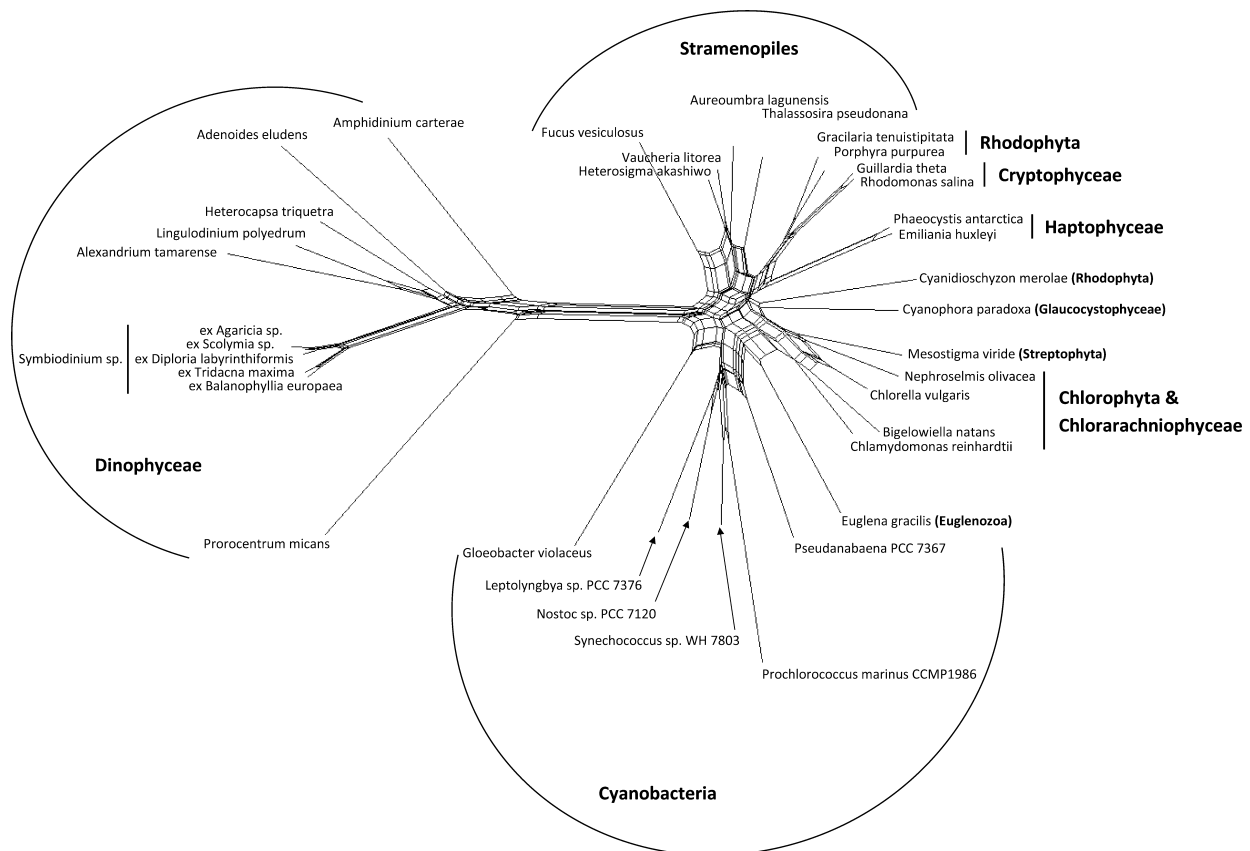 Stramenopiles
Aureoumbra lagunensis
Thalassosira pseudonana
Amphidinium carterae
Fucus vesiculosus
Adenoides eludens
Gracilaria tenuistipitata
Rhodophyta
Porphyra purpurea
Vaucheria litorea
Heterosigma akashiwo
Guillardia theta
Cryptophyceae
Rhodomonas salina
Heterocapsa triquetra
Phaeocystis antarctica
Haptophyceae
Lingulodinium polyedrum
Emiliania huxleyi
Alexandrium tamarense
Cyanidioschyzon merolae (Rhodophyta)
Cyanophora paradoxa (Glaucocystophyceae)
ex Agaricia sp.
ex Scolymia sp.
Symbiodinium sp.
ex Diploria labyrinthiformis
ex Tridacna maxima
ex Balanophyllia europaea
Mesostigma viride (Streptophyta)
Nephroselmis olivacea
Chlorella vulgaris
Chlorophyta &
Chlorarachniophyceae
Bigelowiella natans
Chlamydomonas reinhardtii
Dinophyceae
Euglena gracilis (Euglenozoa)
Prorocentrum micans
Gloeobacter violaceus
Pseudanabaena PCC 7367
Leptolyngbya sp. PCC 7376
Nostoc sp. PCC 7120
Synechococcus sp. WH 7803
Prochlorococcus marinus CCMP1986
Cyanobacteria